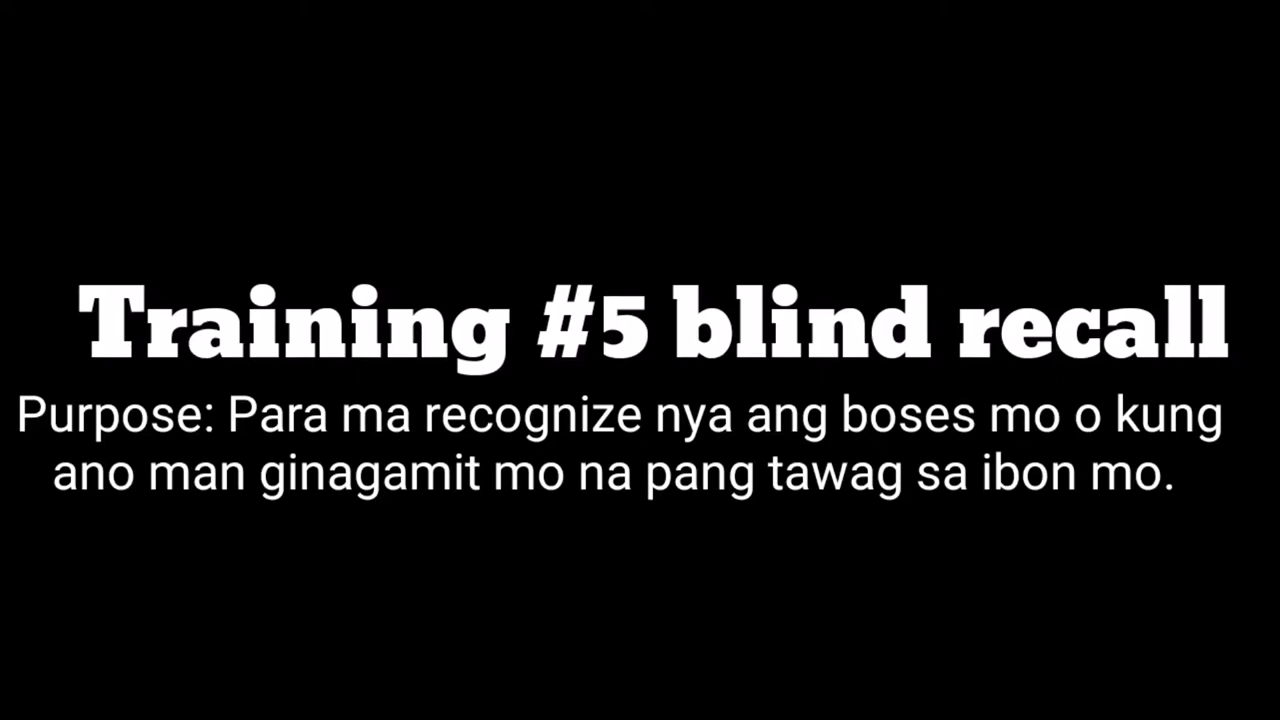 Training #5 blind recall
Purpose: Para ma recognize nya ang boses mo o kung
ano man ginagamit mo na pang tawag sa ibon mo.